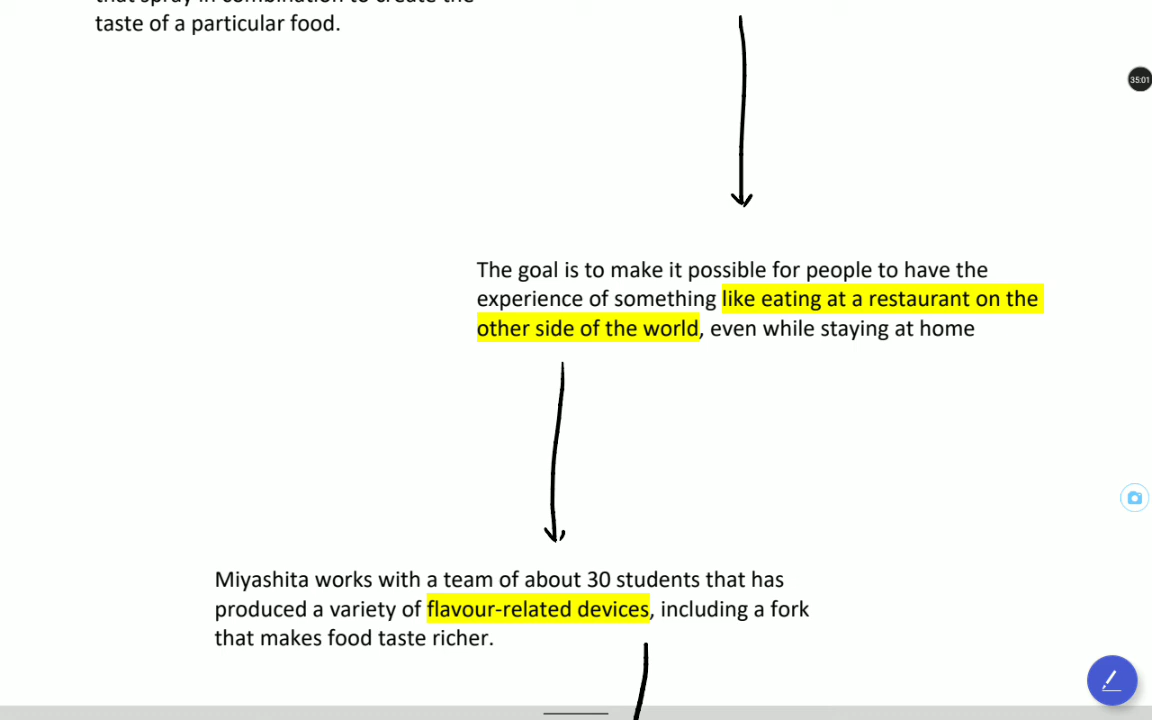 taste of a particular food.
35:01
The goal is to make it possible for people to have the
experience of something like eating at a restaurant on the
other side of the world, even while staying at home
Miyashita works with a team of about 30 students that has
produced a variety of flavour-related devices, including a fork
that makes food taste richer.